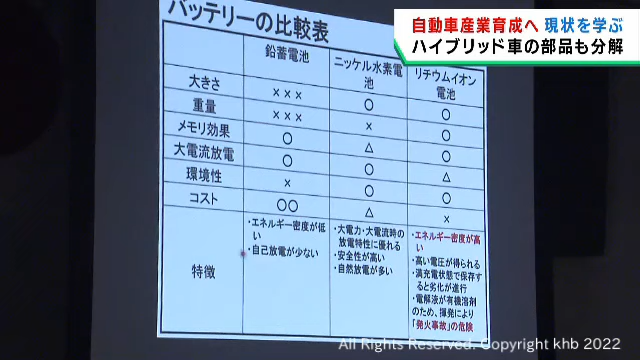 自動車産業育成へ 現状を学ぶ
ハイブリッド車の部品も分解
バッテリーの比較表
鉛蓄電池 ニッケル水素電池 リチウムイオン電池
大きさ ××× ○ ○
重量 ××× × ○
メモリ効果 ○ △ ○
大電流放電 ○ ○ △
環境性 × ○ ○
コスト ○○ △ ×
特徴
・エネルギー密度が低
い
・自己放電が少ない
・大電力・大電流時の
放電特性に優れる
・安全性が高い
・自然放電が多い
・エネルギー密度が高
い
・高い電圧が得られる
・満充電状態で保存す
ると劣化が進行
・電解液が有機溶剤
のため、揮発により
「発火事故」の危険
All Rights Reserved. Copyright khb 2022